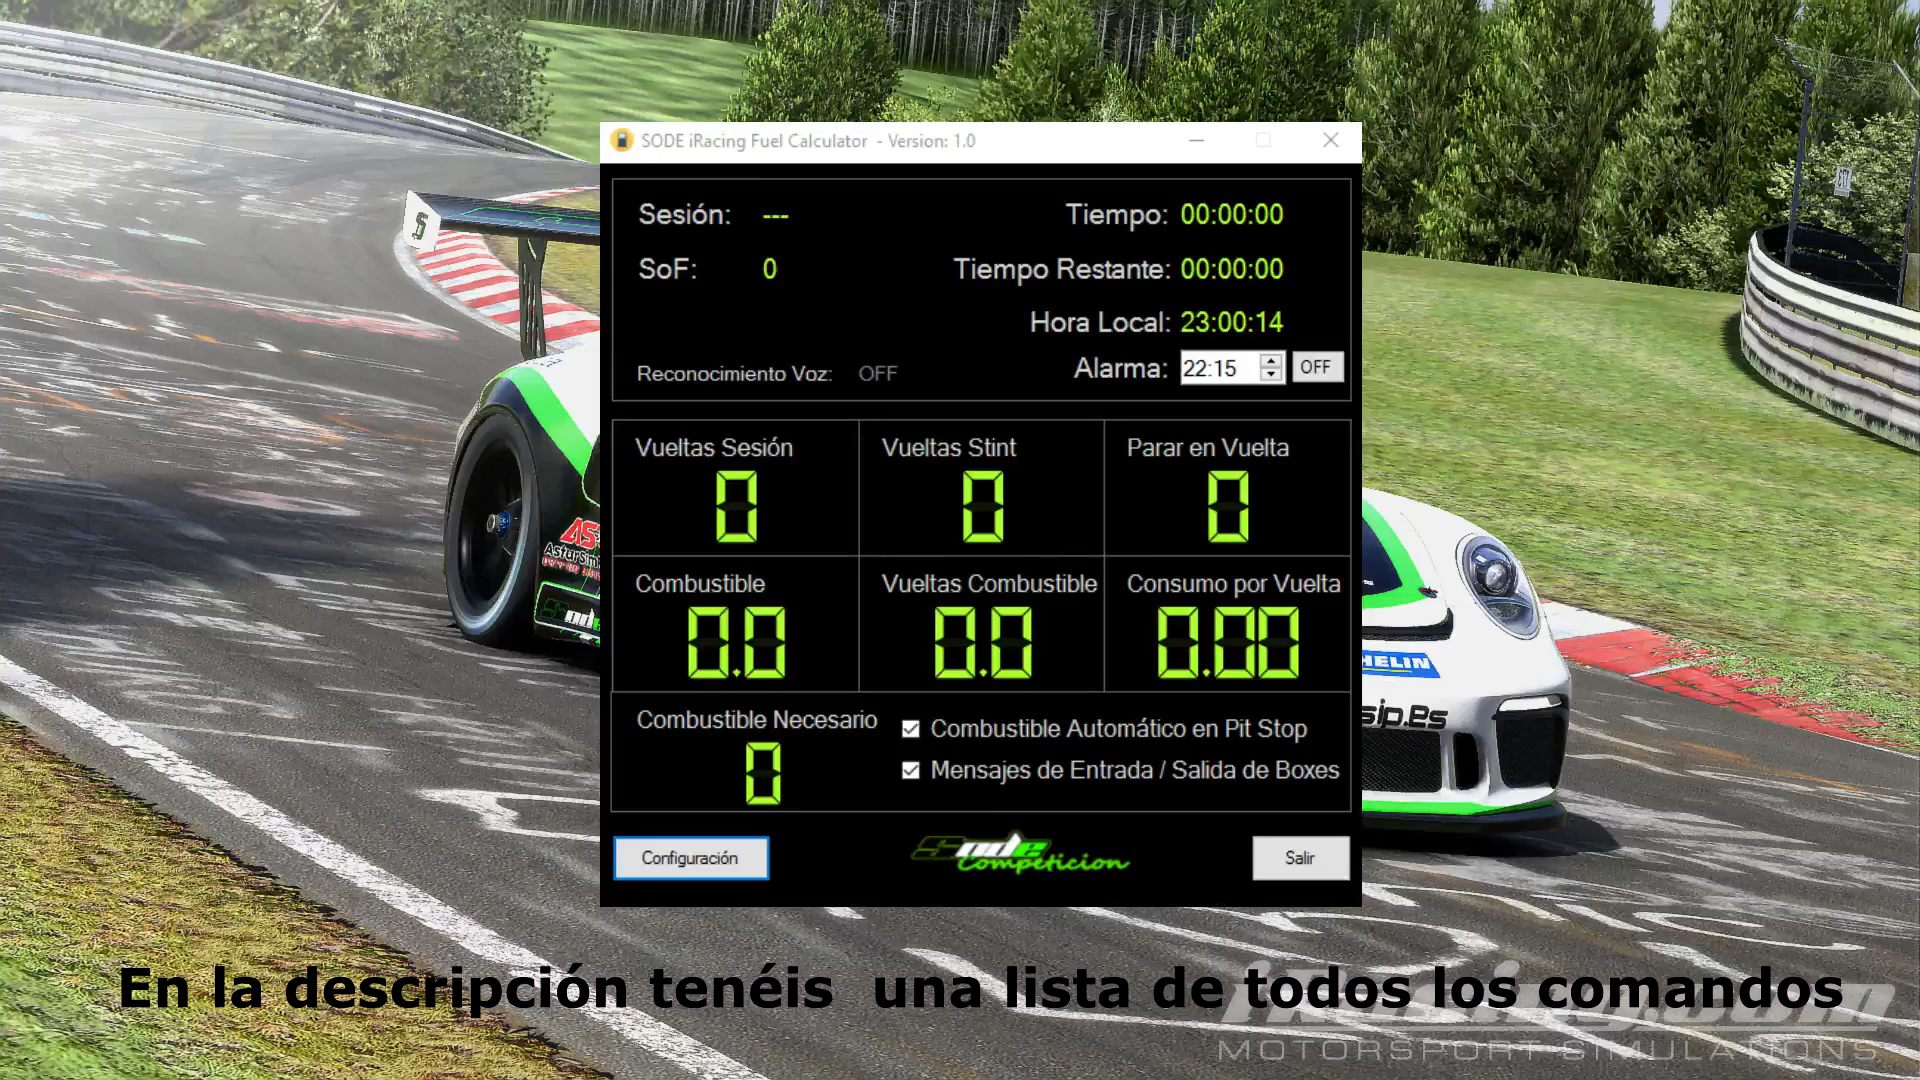 SODE iRacing Fuel Calculator - Version: 1.0
Sesión: ---
Tiempo: 00:00:00
SoF: 0
Tiempo Restante: 00:00:00
Hora Local: 23:00:14
Reconocimiento Voz: OFF
Alarma: 22:15 OFF
Vueltas Sesión
0
Vueltas Stint
0
Parar en Vuelta
0
Combustible
0.0
Vueltas Combustible
0.0
Consumo por Vuelta
0.00
Combustible Necesario
0
Combustible Automático en Pit Stop
Mensajes de Entrada / Salida de Boxes
Configuración
Sode Competicion
Salir
En la descripción tenéis  una lista de todos los comandos
iRacing.com
MOTORSPORT SIMULATIONS